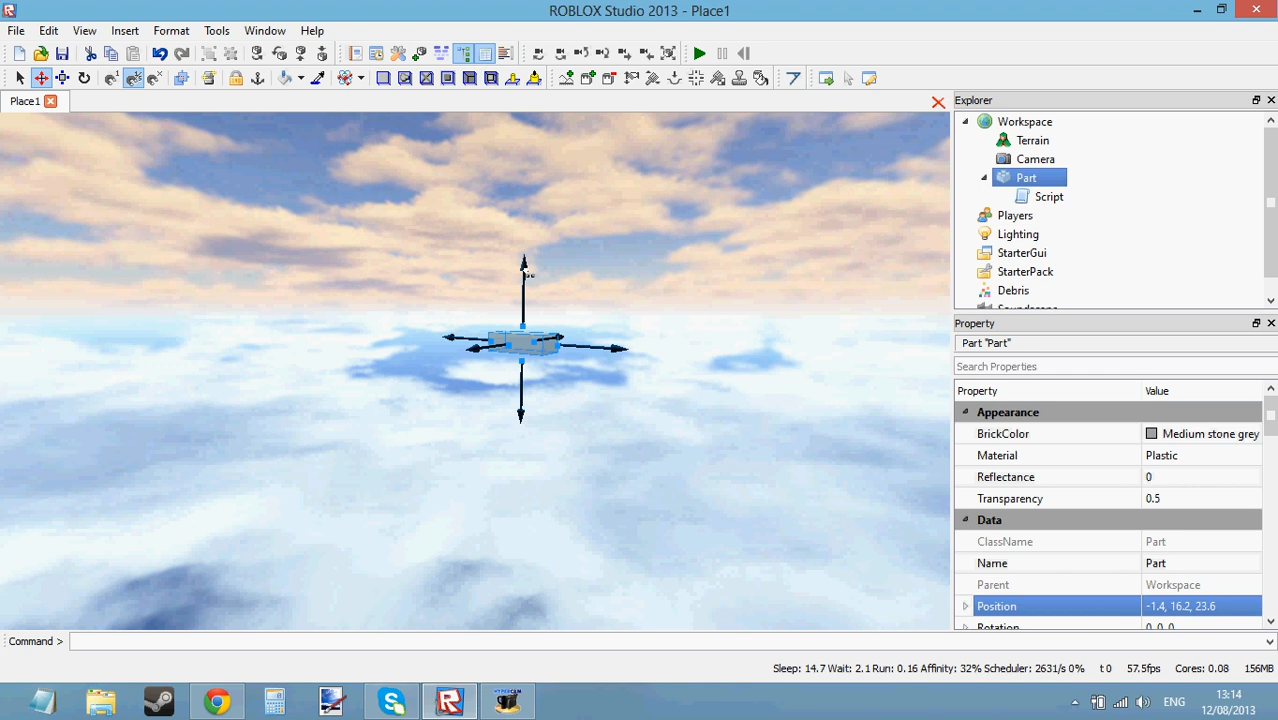 ROBLOX Studio 2013 - Place1
File Edit View Insert Format Tools Window Help
Place1
Explorer
Workspace
Terrain
Camera
Part
Script
Players
Lighting
StarterGui
StarterPack
Debris
Property
Part "Part"
Search Properties
Property Value
Appearance
BrickColor Medium stone grey
Material Plastic
Reflectance 0
Transparency 0.5
Data
ClassName Part
Name Part
Parent Workspace
Position -1.4, 16.2, 23.6
Rotation 0, 0, 0
Command >
Sleep: 14.7 Wait: 2.1 Run: 0.16 Affinity: 32% Scheduler: 2631/s 0% t 0 57.5fps Cores: 0.08 156MB
HYPERCAM
ENG
13:14
12/08/2013